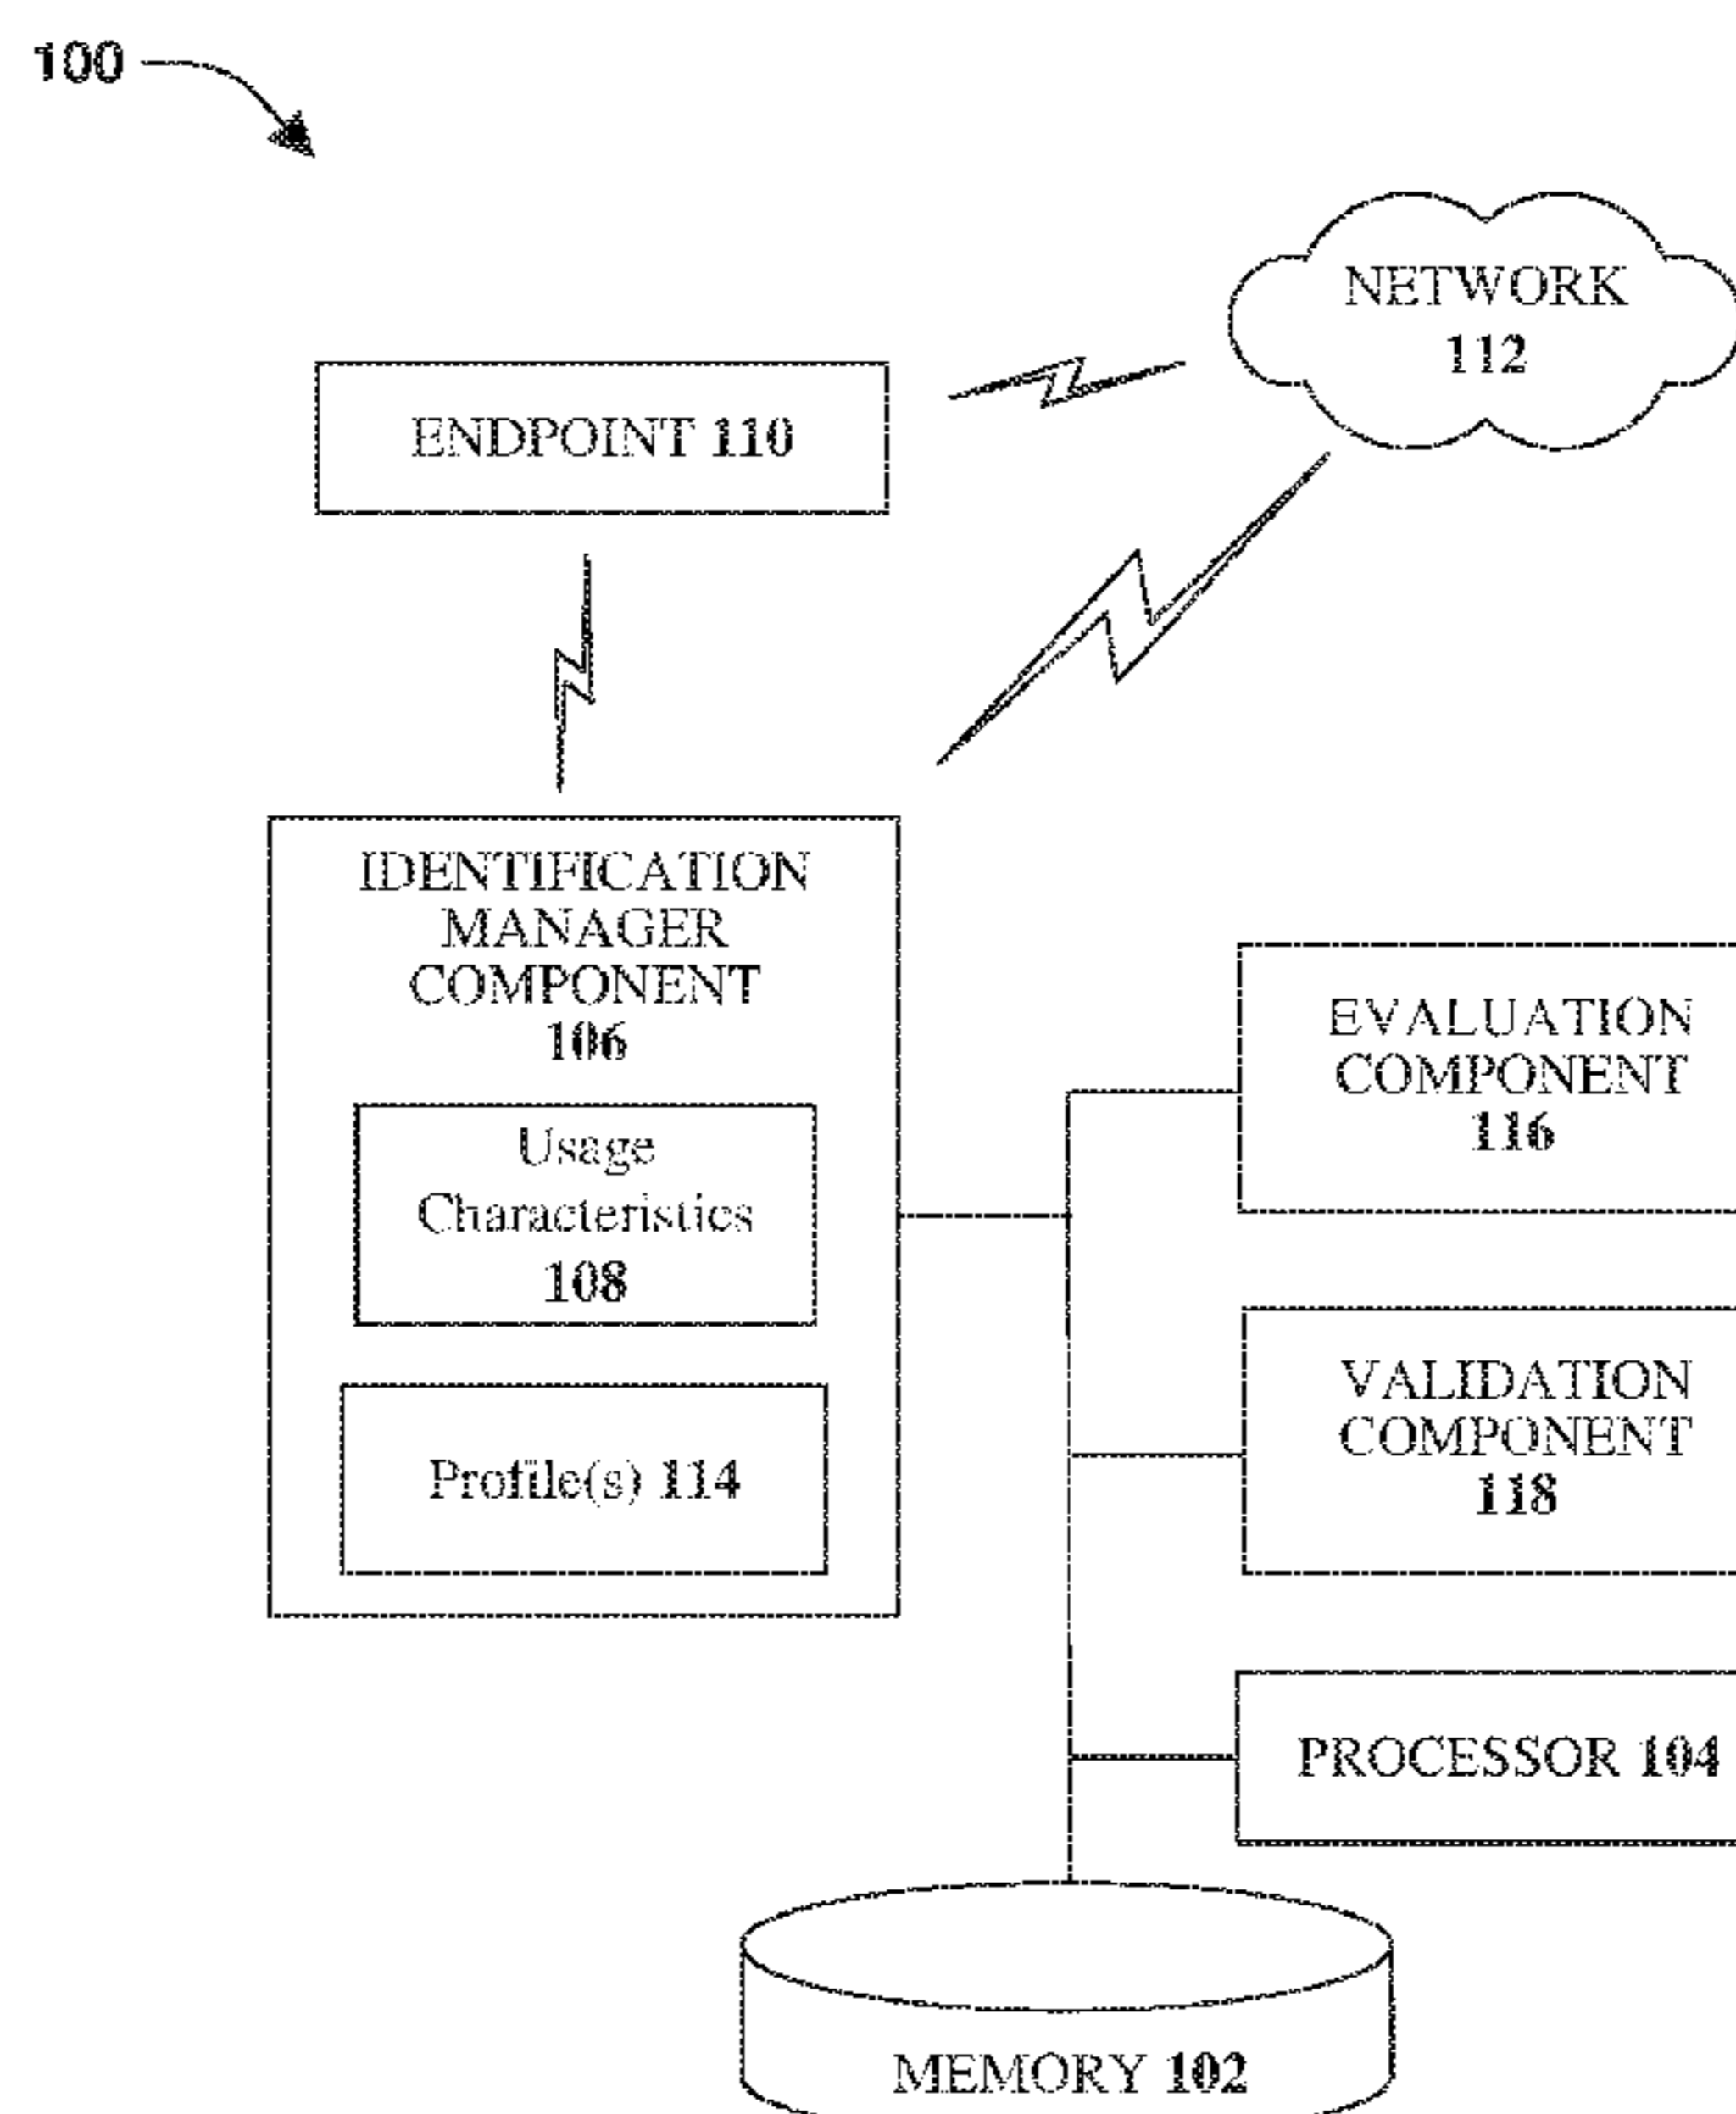 100
NETWORK
112
ENDPOINT 110
IDENTIFICATION
MANAGER
COMPONENT
106
Usage
Characteristics
108
Profile(s) 114
EVALUATION
COMPONENT
116
VALIDATION
COMPONENT
118
PROCESSOR 104
MEMORY 102